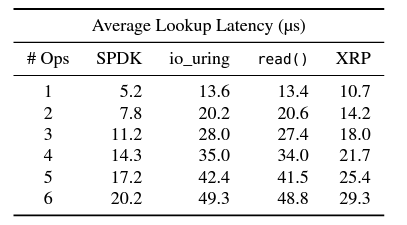 Average Lookup Latency (µs)
# Ops SPDK io_uring read() XRP
1 5.2 13.6 13.4 10.7
2 7.8 20.2 20.6 14.2
3 11.2 28.0 27.4 18.0
4 14.3 35.0 34.0 21.7
5 17.2 42.4 41.5 25.4
6 20.2 49.3 48.8 29.3